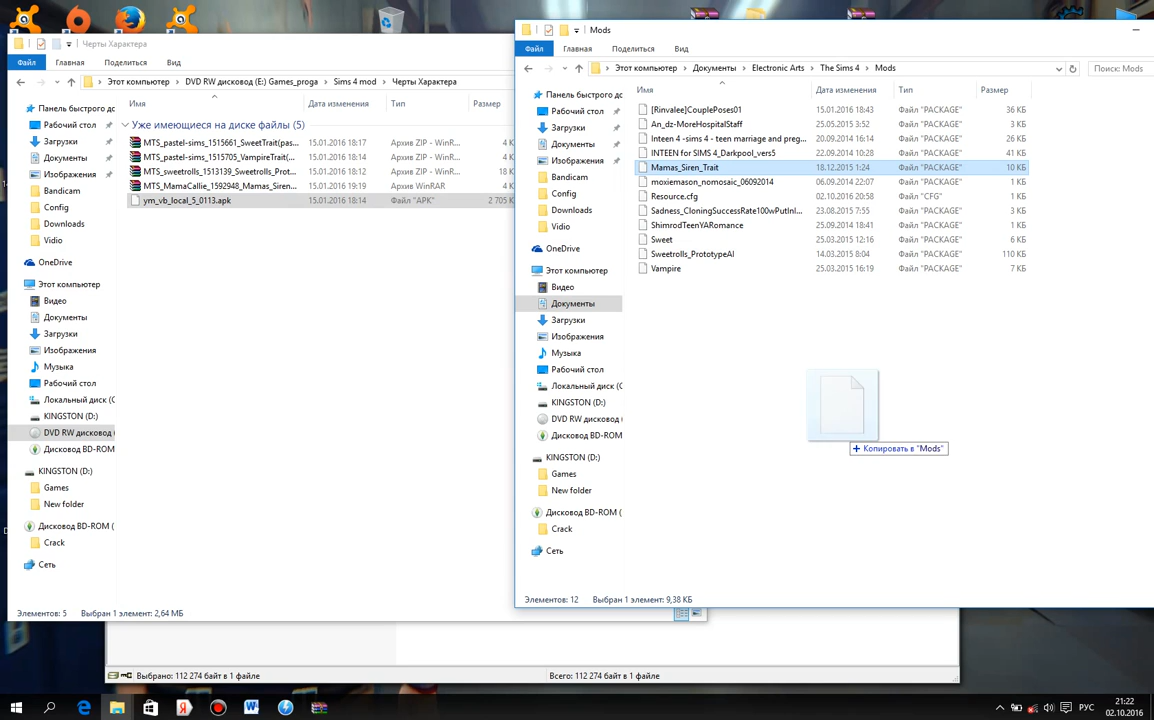 Черты Характера
Файл Главная Поделиться Вид
Этот компьютер › DVD RW дисковод (E:) Games_proga › Sims 4 mod › Черты Характера
Имя Дата изменения Тип Размер
Уже имеющиеся на диске файлы (5)
MTS_pastel-sims_1515661_SweetTrait(pas... 15.01.2016 18:17 Архив ZIP - WinR...
MTS_pastel-sims_1515705_VampireTrait(... 15.01.2016 18:14 Архив ZIP - WinR...
MTS_sweetrolls_1513139_Sweetrolls_Prot... 15.01.2016 18:12 Архив ZIP - WinR...
MTS_MamaCallie_1592948_Mamas_Siren... 15.01.2016 19:19 Архив WinRAR
ym_vb_local_5_0113.apk 15.01.2016 18:14 Файл "APK" 2 705 К
Панель быстрого до
Рабочий стол
Загрузки
Документы
Изображения
Bandicam
Config
Downloads
Vidio
OneDrive
Этот компьютер
Видео
Документы
Загрузки
Изображения
Музыка
Рабочий стол
Локальный диск (C
KINGSTON (D:)
DVD RW дисковод (
Дисковод BD-ROM
KINGSTON (D:)
Games
New folder
Дисковод BD-ROM (
Crack
Сеть
Элементов: 5 Выбран 1 элемент: 2,64 МБ
Mods
Файл Главная Поделиться Вид
Этот компьютер › Документы › Electronic Arts › The Sims 4 › Mods
Поиск: Mods
Имя Дата изменения Тип Размер
[Rinvalee]CouplePoses01 15.01.2016 18:43 Файл "PACKAGE" 36 КБ
An_dz-MoreHospitalStaff 25.05.2015 3:52 Файл "PACKAGE" 3 КБ
Inteen 4 -sims 4 - teen marriage and preg... 20.09.2014 16:14 Файл "PACKAGE" 26 КБ
INTEEN for SIMS 4_Darkpool_vers5 22.09.2014 10:28 Файл "PACKAGE" 41 КБ
Mamas_Siren_Trait 18.12.2015 1:24 Файл "PACKAGE" 10 КБ
moxiemason_nomosaic_06092014 06.09.2014 22:07 Файл "PACKAGE" 1 КБ
Resource.cfg 02.10.2016 20:58 Файл "CFG" 1 КБ
Sadness_CloningSuccessRate100wPutInI... 23.08.2015 7:55 Файл "PACKAGE" 3 КБ
ShimrodTeenYARomance 25.09.2014 18:41 Файл "PACKAGE" 1 КБ
Sweet 25.03.2015 12:16 Файл "PACKAGE" 6 КБ
Sweetrolls_PrototypeAI 14.03.2015 8:04 Файл "PACKAGE" 110 КБ
Vampire 25.03.2015 16:19 Файл "PACKAGE" 7 КБ
Панель быстрого до
Рабочий стол
Загрузки
Документы
Изображения
Bandicam
Config
Downloads
Vidio
OneDrive
Этот компьютер
Видео
Документы
Загрузки
Изображения
Музыка
Рабочий стол
Локальный диск (C
KINGSTON (D:)
DVD RW дисковод (
Дисковод BD-ROM
KINGSTON (D:)
Games
New folder
Дисковод BD-ROM (
Crack
Сеть
+ Копировать в "Mods"
Элементов: 12 Выбран 1 элемент: 9,38 КБ
Выбрано: 112 274 байт в 1 файле Всего: 112 274 байт в 1 файле
РУС
21:22
02.10.2016